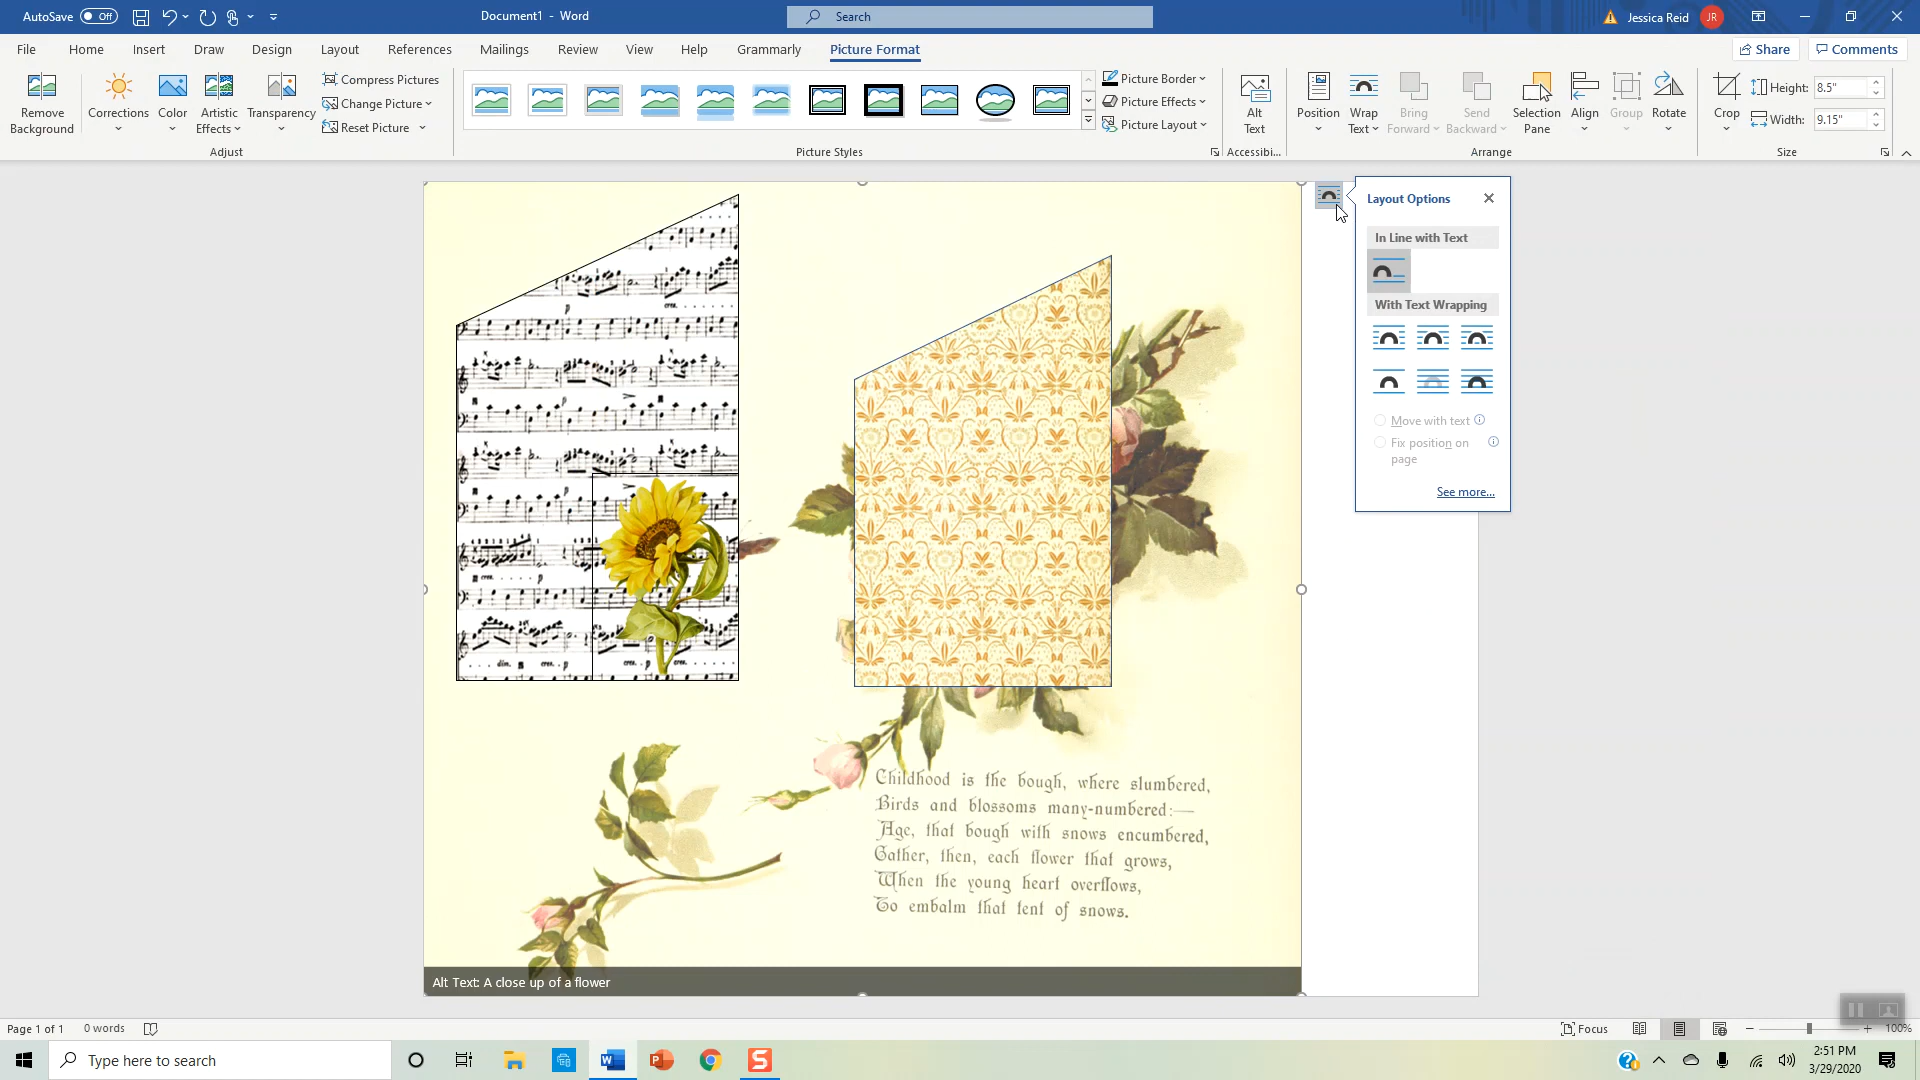 AutoSave Off Document1 - Word Search Jessica Reid JR
File Home Insert Draw Design Layout References Mailings Review View Help Grammarly Picture Format Share Comments
Remove Background
Corrections
Color
Artistic Effects
Transparency
Compress Pictures
Change Picture
Reset Picture
Adjust
Picture Styles
Picture Border
Picture Effects
Picture Layout
Alt Text
Accessibi...
Position
Wrap Text
Bring Forward
Send Backward
Selection Pane
Align
Group
Rotate
Arrange
Crop
Height: 8.5"
Width: 9.15"
Size
Layout Options
In Line with Text
With Text Wrapping
Move with text
Fix position on
page
See more...
p cres.
p
p
cres. p
dim. cres. p cres. p cres.
Childhood is the bough, where slumbered,
Birds and blossoms many-numbered:—
Age, that bough with snows encumbered,
Gather, then, each flower that grows,
When the young heart overflows,
To embalm that tent of snows.
Alt Text: A close up of a flower
Page 1 of 1 0 words Focus 100%
Type here to search
2:51 PM
3/29/2020